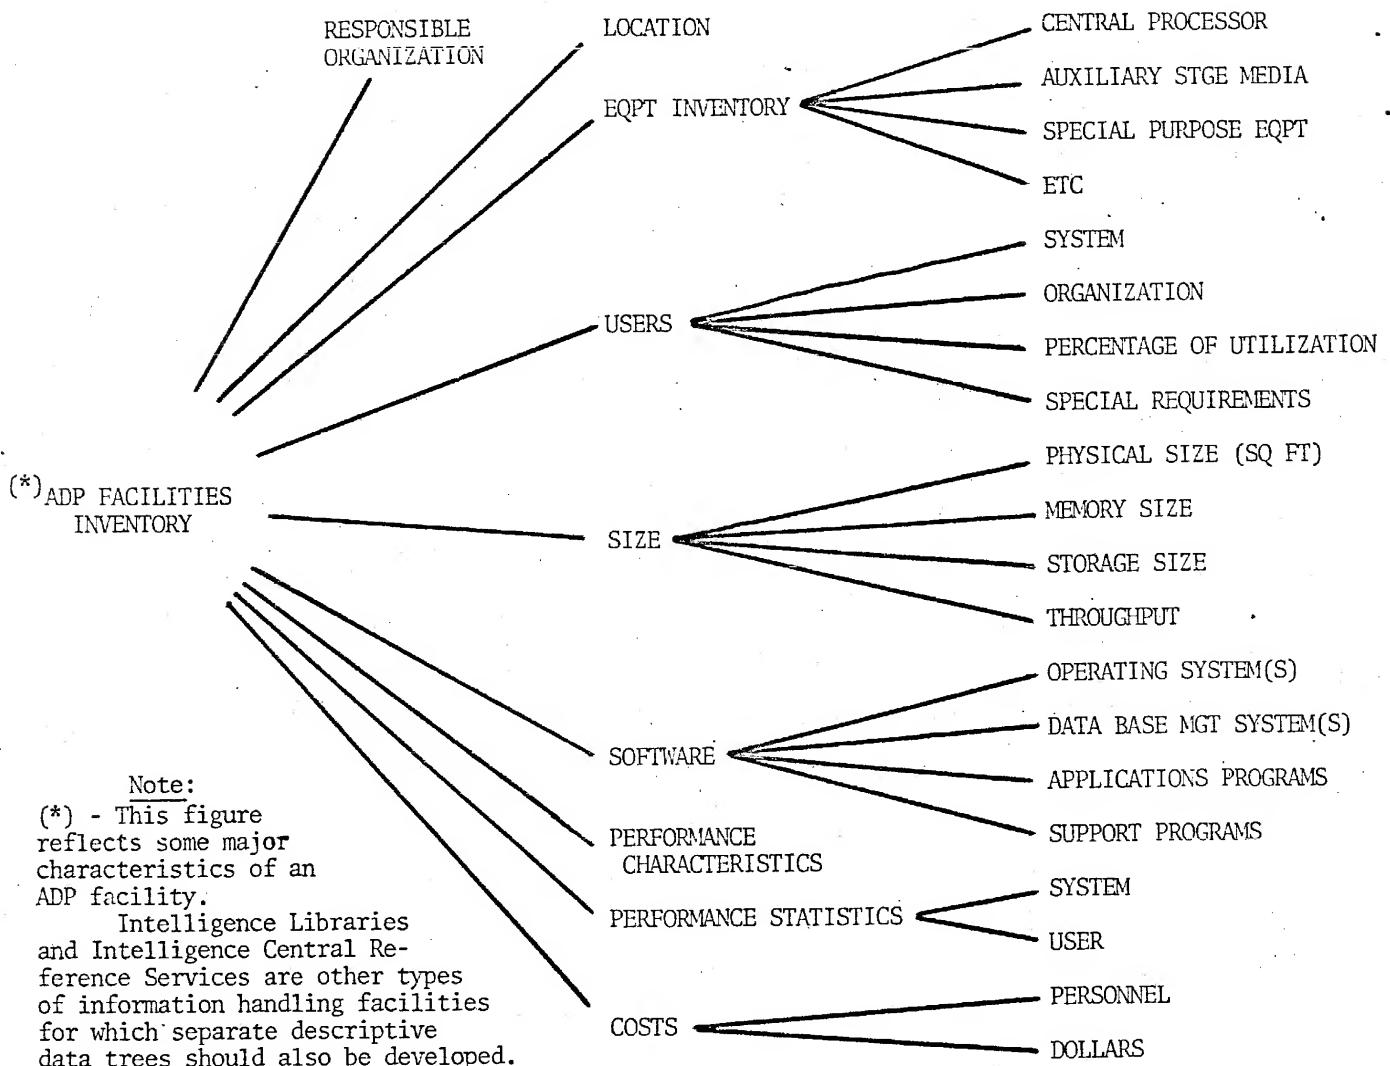 RESPONSIBLE
ORGANIZATION
LOCATION
EQPT INVENTORY
CENTRAL PROCESSOR
AUXILIARY STGE MEDIA
SPECIAL PURPOSE EQPT
ETC
USERS
SYSTEM
ORGANIZATION
PERCENTAGE OF UTILIZATION
SPECIAL REQUIREMENTS
(*) ADP FACILITIES
INVENTORY
SIZE
PHYSICAL SIZE (SQ FT)
MEMORY SIZE
STORAGE SIZE
THROUGHPUT
SOFTWARE
OPERATING SYSTEM(S)
DATA BASE MGT SYSTEM(S)
APPLICATIONS PROGRAMS
SUPPORT PROGRAMS
PERFORMANCE
CHARACTERISTICS
PERFORMANCE STATISTICS
SYSTEM
USER
COSTS
PERSONNEL
DOLLARS
Note:
(*) - This figure
reflects some major
characteristics of an
ADP facility.
Intelligence Libraries
and Intelligence Central Re-
ference Services are other types
of information handling facilities
for which separate descriptive
data trees should also be developed.